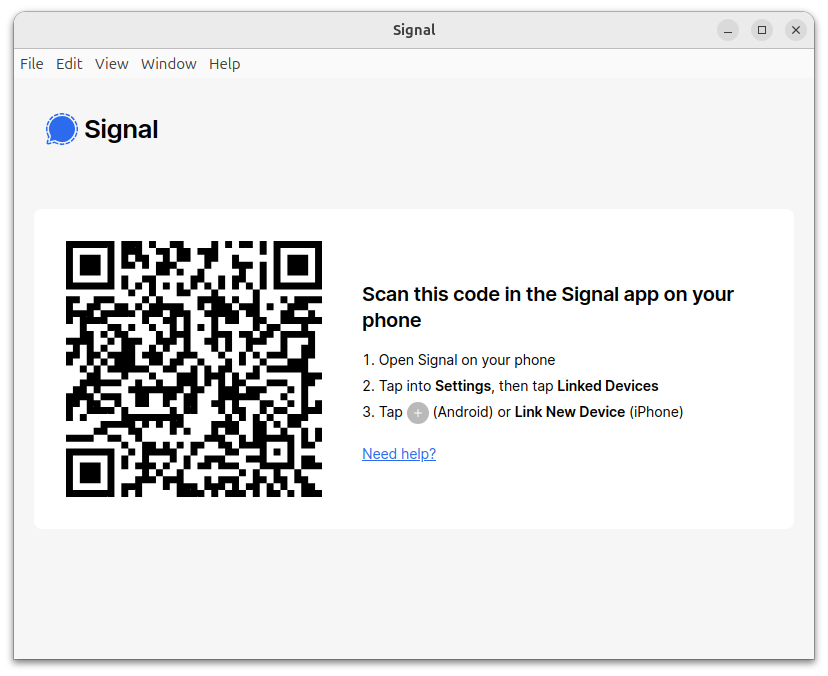 Signal
File Edit View Window Help
Signal
Scan this code in the Signal app on your
phone
1. Open Signal on your phone
2. Tap into Settings, then tap Linked Devices
3. Tap + (Android) or Link New Device (iPhone)
Need help?